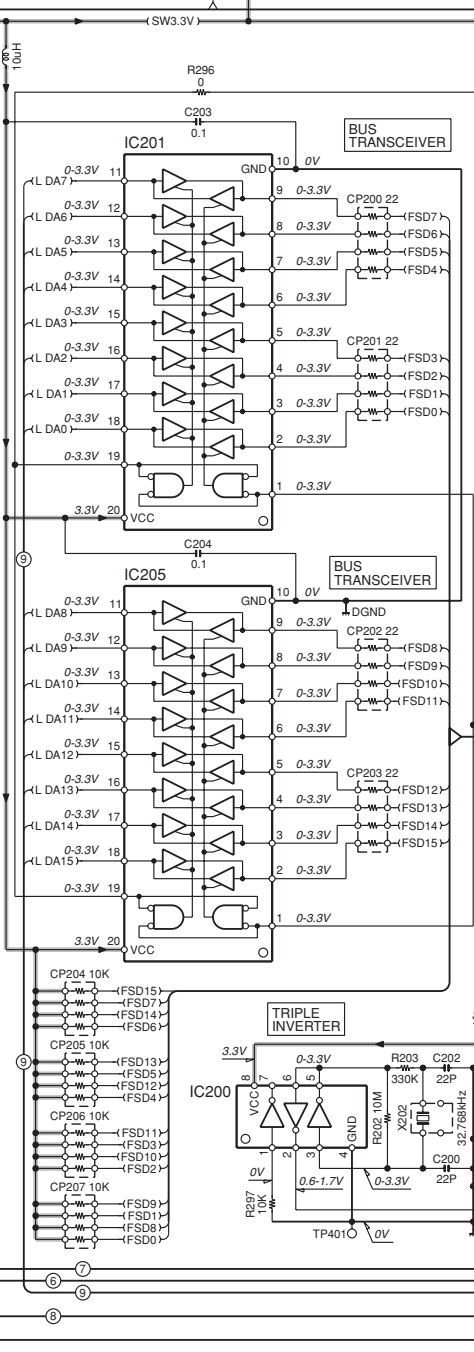 SW3.3V
10uH
R296
0
C203
0.1
BUS
TRANSCEIVER
IC201
GND 10 0V
L DA7 0-3.3V 11
9 0-3.3V CP200 22
FSD7
L DA6 0-3.3V 12
8 0-3.3V
FSD6
L DA5 0-3.3V 13
7 0-3.3V
FSD5
L DA4 0-3.3V 14
6 0-3.3V
FSD4
L DA3 0-3.3V 15
5 0-3.3V CP201 22
FSD3
L DA2 0-3.3V 16
4 0-3.3V
FSD2
L DA1 0-3.3V 17
3 0-3.3V
FSD1
L DA0 0-3.3V 18
2 0-3.3V
FSD0
0-3.3V 19
1 0-3.3V
3.3V 20 VCC
9
C204
0.1
BUS
TRANSCEIVER
IC205
GND 10 0V
DGND
L DA8 0-3.3V 11
9 0-3.3V CP202 22
FSD8
L DA9 0-3.3V 12
8 0-3.3V
FSD9
L DA10 0-3.3V 13
7 0-3.3V
FSD10
L DA11 0-3.3V 14
6 0-3.3V
FSD11
L DA12 0-3.3V 15
5 0-3.3V CP203 22
FSD12
L DA13 0-3.3V 16
4 0-3.3V
FSD13
L DA14 0-3.3V 17
3 0-3.3V
FSD14
L DA15 0-3.3V 18
2 0-3.3V
FSD15
0-3.3V 19
1 0-3.3V
3.3V 20 VCC
CP204 10K
FSD15
FSD7
FSD14
FSD6
CP205 10K
9
FSD13
FSD5
FSD12
FSD4
CP206 10K
FSD11
FSD3
FSD10
FSD2
CP207 10K
FSD9
FSD1
FSD8
FSD0
TRIPLE
INVERTER
3.3V
0-3.3V
R203
330K
C202
22P
8 7 6 5
IC200
VCC
GND
R202 10M
X202
32.768kHz
1 2 3 4
C200
22P
0V
0.6-1.7V
0-3.3V
R297
10K
TP401
0V
7
6
9
8